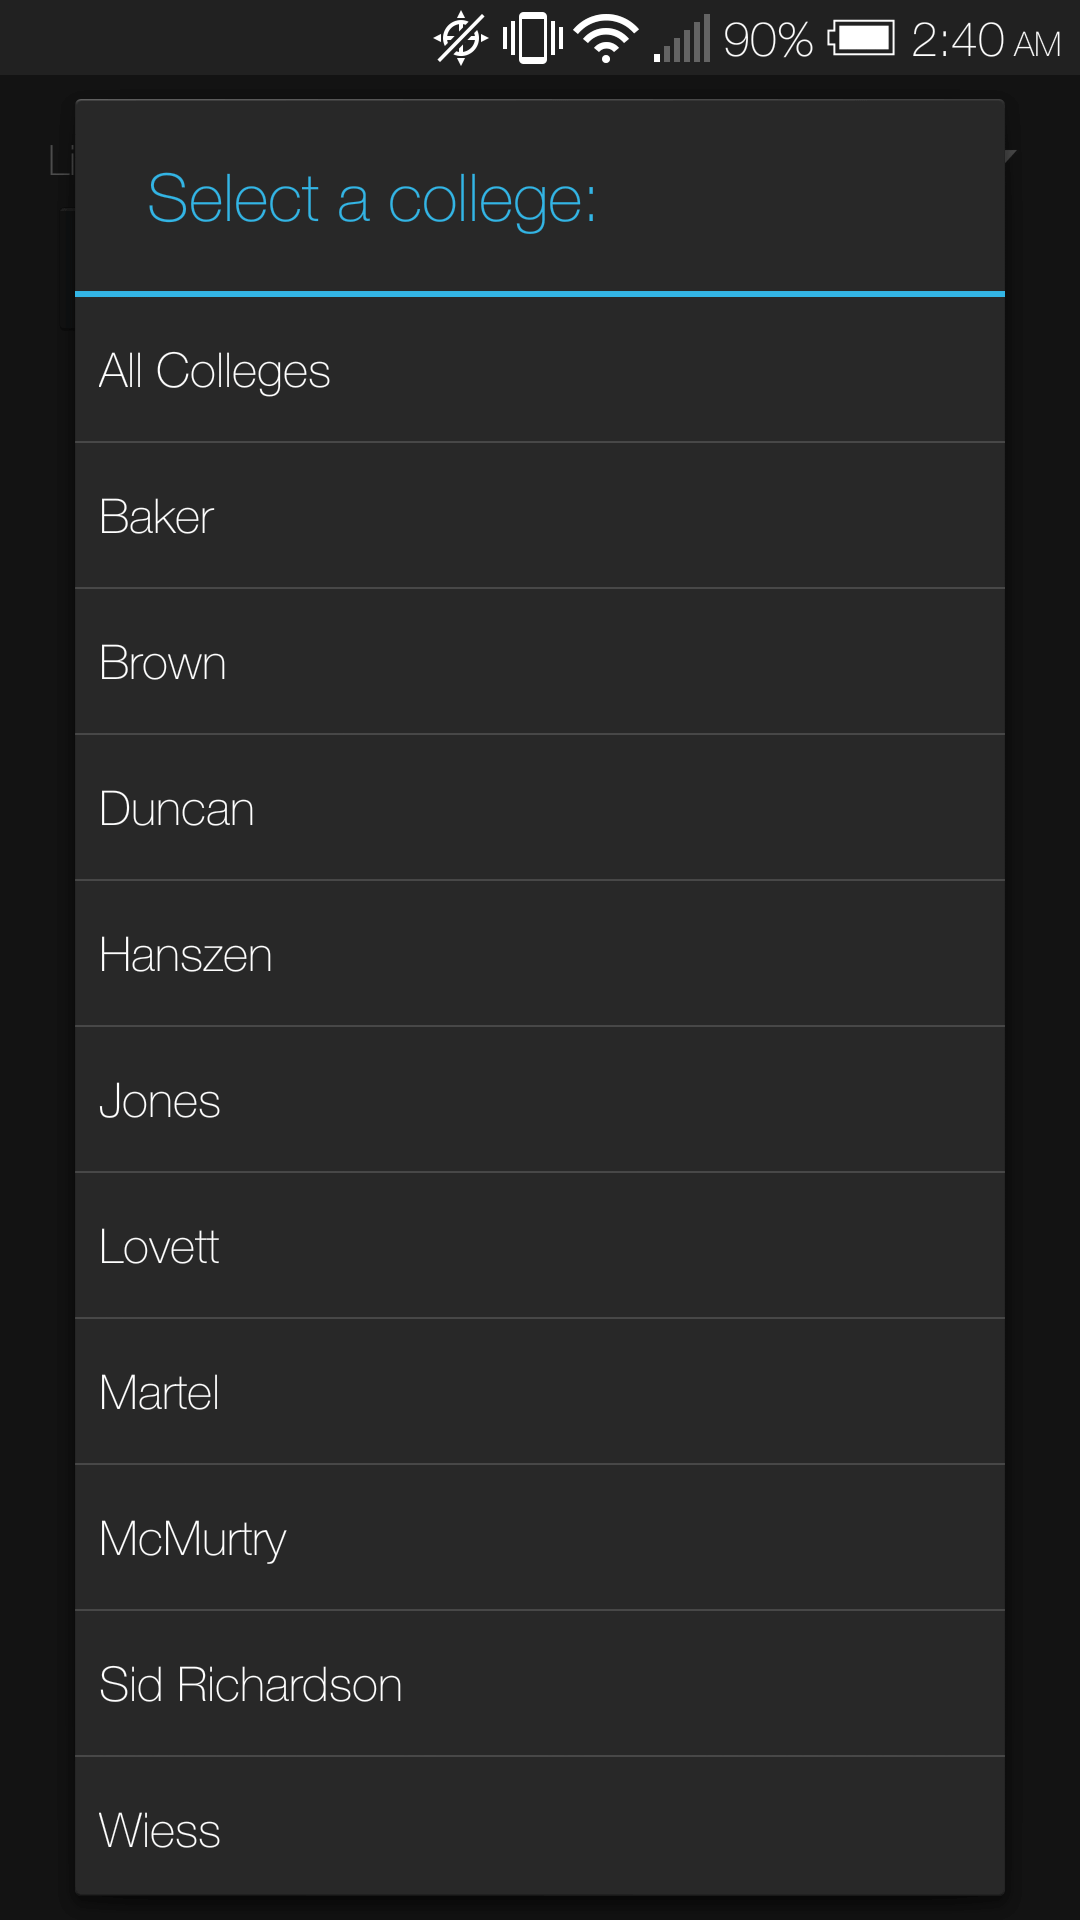 90% 2:40 AM
Select a college:
All Colleges
Baker
Brown
Duncan
Hanszen
Jones
Lovett
Martel
McMurtry
Sid Richardson
Wiess